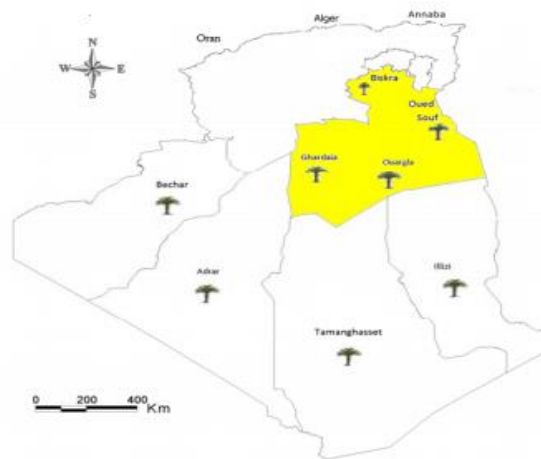 Annaba
Alger
Oran
N
W E
S
Biskra
Oued
Souf
Ghardaia
Ouargla
Bechar
Adrar
Illizi
Tamanghasset
0 200 400
Km